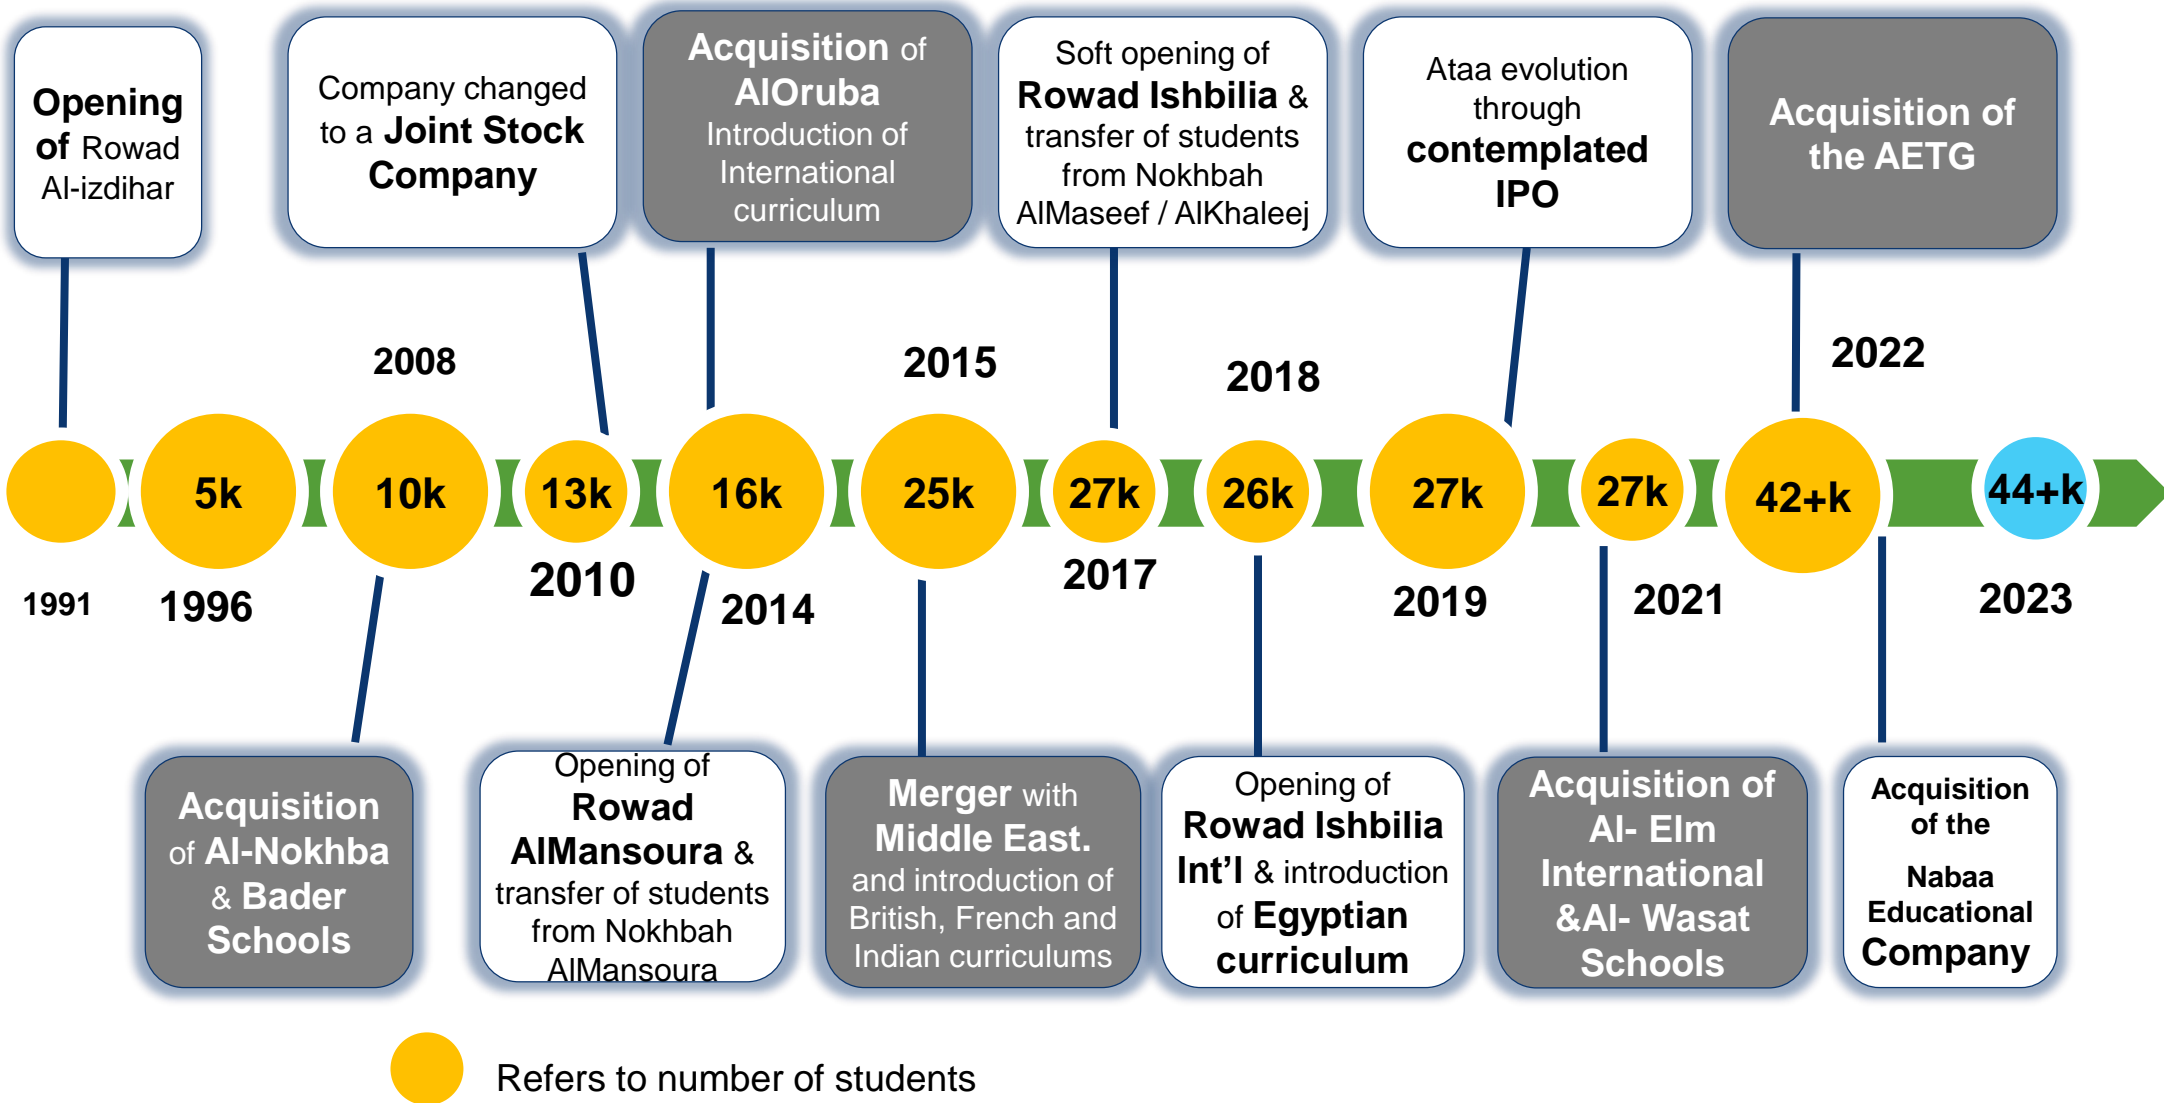 Opening
of Rowad
Al-izdihar
Company changed
to a Joint Stock
Company
Acquisition of
AlOruba
Introduction of
International
curriculum
Soft opening of
Rowad Ishbilia &
transfer of students
from Nokhbah
AlMaseef / AlKhaleej
Ataa evolution
through
contemplated
IPO
Acquisition of
the AETG
2008
2015
2018
2022
5k
10k
13k
16k
25k
27k
26k
27k
27k
42+k
44+k
1991
1996
2010
2014
2017
2019
2021
2023
Acquisition
of Al-Nokhba
& Bader
Schools
Opening of
Rowad
AlMansoura &
transfer of students
from Nokhbah
AlMansoura
Merger with
Middle East.
and introduction of
British, French and
Indian curriculums
Opening of
Rowad Ishbilia
Int’l & introduction
of Egyptian
curriculum
Acquisition of
Al- Elm
International
&Al- Wasat
Schools
Acquisition
of the
Nabaa
Educational
Company
Refers to number of students